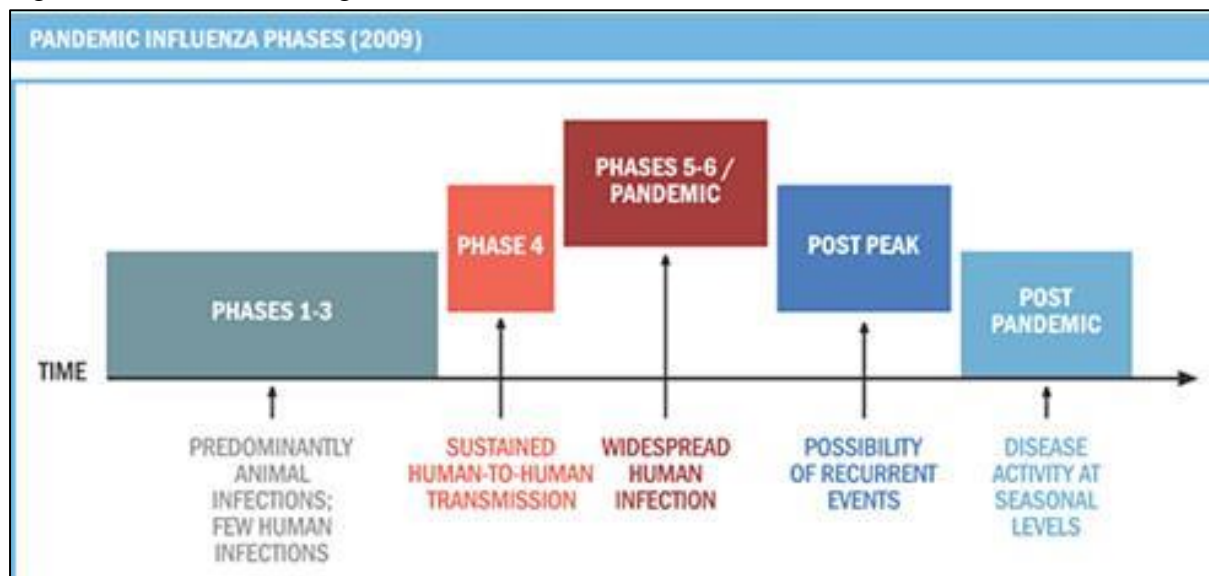 PANDEMIC INFLUENZA PHASES (2009)
PHASES 5-6 /
PANDEMIC
PHASE 4
POST PEAK
PHASES 1-3
POST
PANDEMIC
TIME
PREDOMINANTLY
ANIMAL
INFECTIONS;
FEW HUMAN
INFECTIONS
SUSTAINED
HUMAN-TO-HUMAN
TRANSMISSION
WIDESPREAD
HUMAN
INFECTION
POSSIBILITY
OF RECURRENT
EVENTS
DISEASE
ACTIVITY AT
SEASONAL
LEVELS